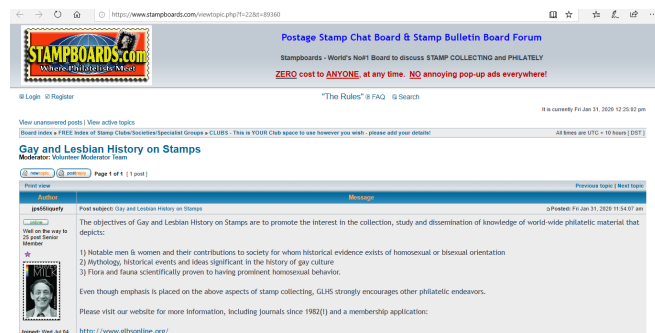 https://www.stampboards.com/viewtopic.php?f=22&t=89360
STAMPBOARDS.com
Where Philatelists Meet
Postage Stamp Chat Board & Stamp Bulletin Board Forum
Stampboards - World's No#1 Board to discuss STAMP COLLECTING and PHILATELY
ZERO cost to ANYONE, at any time. NO annoying pop-up ads everywhere!
Login Register
"The Rules" FAQ Search
It is currently Fri Jan 31, 2020 12:25:02 pm
View unanswered posts | View active topics
Board index » FREE Index of Stamp Clubs/Societies/Specialist Groups » CLUBS - This is YOUR Club space to use however you wish - please add your details!
All times are UTC + 10 hours [ DST ]
Gay and Lesbian History on Stamps
Moderator: Volunteer Moderator Team
Page 1 of 1 [ 1 post ]
Print view
Previous topic | Next topic
Author
Message
jps55liquefy
Post subject: Gay and Lesbian History on Stamps
Posted: Fri Jan 31, 2020 11:54:07 am
Well on the way to
25 post Senior
Member
MILK
The objectives of Gay and Lesbian History on Stamps are to promote the interest in the collection, study and dissemination of knowledge of world-wide philatelic material that
depicts:
1) Notable men & women and their contributions to society for whom historical evidence exists of homosexual or bisexual orientation
2) Mythology, historical events and ideas significant in the history of gay culture
3) Flora and fauna scientifically proven to having prominent homosexual behavior.
Even though emphasis is placed on the above aspects of stamp collecting, GLHS strongly encourages other philatelic endeavors.
Please visit our website for more information, including journals since 1982(!) and a membership application:
Joined: Wed Jul 04,
http://www.glhsonline.org/